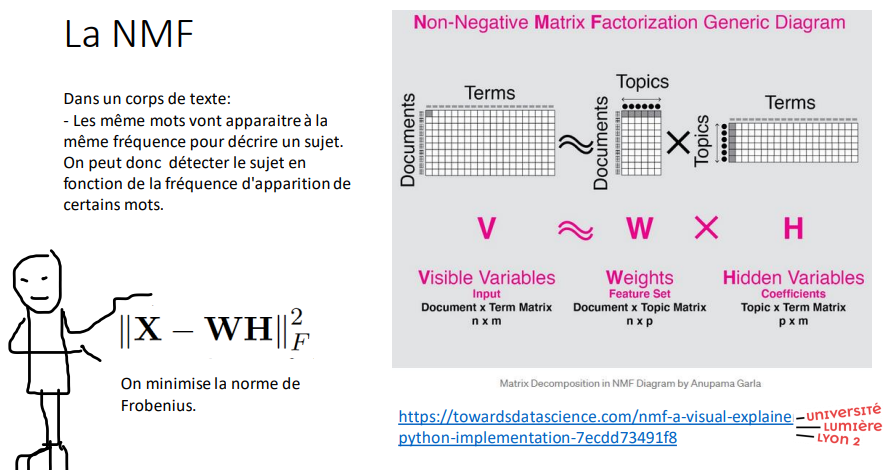 La NMF
Dans un corps de texte:
- Les même mots vont apparaitre à la
même fréquence pour décrire un sujet.
On peut donc détecter le sujet en
fonction de la fréquence d'apparition de
certains mots.
‖X − WH‖²_F
On minimise la norme de
Frobenius.
Non-Negative Matrix Factorization Generic Diagram
Terms
Documents
≈
Topics
Documents
×
Terms
Topics
V ≈ W × H
Visible Variables
Input
Document x Term Matrix
n x m
Weights
Feature Set
Document x Topic Matrix
n x p
Hidden Variables
Coefficients
Topic x Term Matrix
p x m
Matrix Decomposition in NMF Diagram by Anupama Garla
https://towardsdatascience.com/nmf-a-visual-explaine
python-implementation-7ecdd73491f8
UNIVERSITÉ
LUMIÈRE
LYON 2